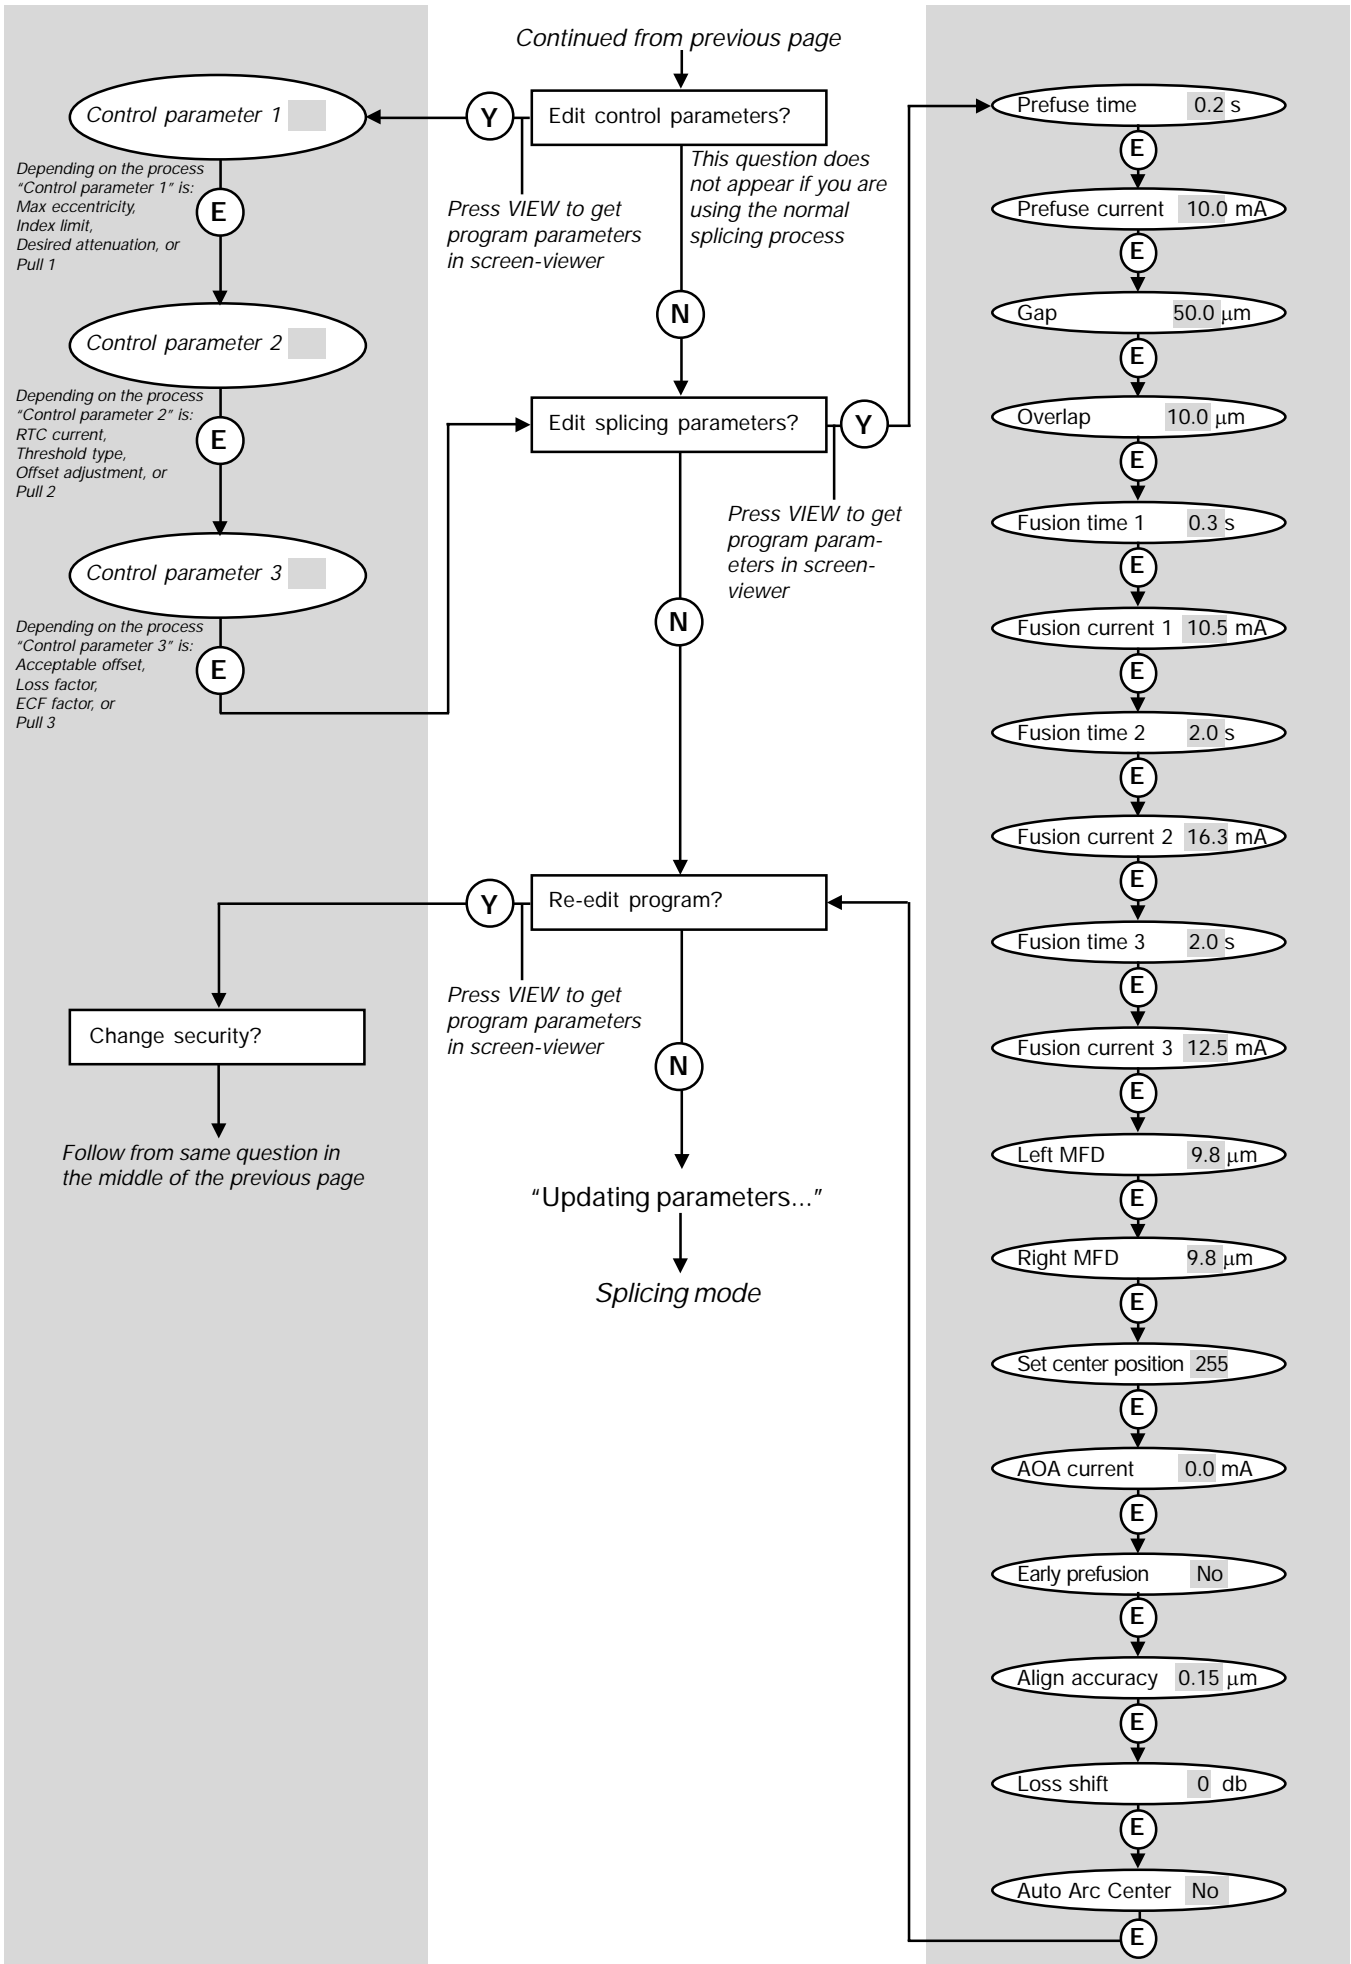 Continued from previous page
Edit control parameters?
Y
This question does
not appear if you are
using the normal
splicing process
Press VIEW to get
program parameters
in screen-viewer
N
Control parameter 1
Depending on the process
“Control parameter 1” is:
Max eccentricity,
Index limit,
Desired attenuation, or
Pull 1
E
Control parameter 2
Depending on the process
“Control parameter 2” is:
RTC current,
Threshold type,
Offset adjustment, or
Pull 2
E
Control parameter 3
Depending on the process
“Control parameter 3” is:
Acceptable offset,
Loss factor,
ECF factor, or
Pull 3
E
Edit splicing parameters?
Y
Press VIEW to get
program param-
eters in screen-
viewer
N
Re-edit program?
Y
Press VIEW to get
program parameters
in screen-viewer
N
Change security?
Follow from same question in
the middle of the previous page
“Updating parameters...”
Splicing mode
Prefuse time 0.2 s
E
Prefuse current 10.0 mA
E
Gap 50.0 µm
E
Overlap 10.0 µm
E
Fusion time 1 0.3 s
E
Fusion current 1 10.5 mA
E
Fusion time 2 2.0 s
E
Fusion current 2 16.3 mA
E
Fusion time 3 2.0 s
E
Fusion current 3 12.5 mA
E
Left MFD 9.8 µm
E
Right MFD 9.8 µm
E
Set center position 255
E
AOA current 0.0 mA
E
Early prefusion No
E
Align accuracy 0.15 µm
E
Loss shift 0 db
E
Auto Arc Center No
E